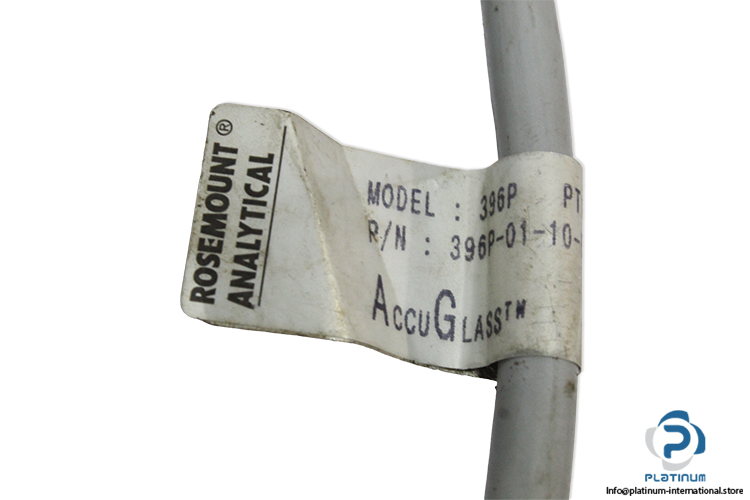 ROSEMOUNT®
ANALYTICAL
MODEL : 396P PT
P/N : 396P-01-10-
ACCUGLASS™
PLATINUM
Info@platinum-international.store